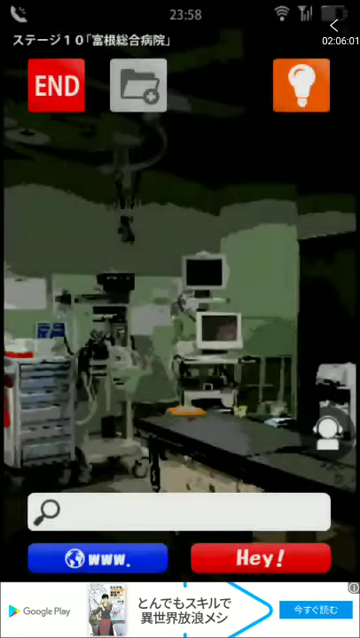 23:58
02:06:01
ステージ10「富根総合病院」
END
www.
Hey!
Google Play
とんでもスキルで
異世界放浪メシ
今すぐ読む